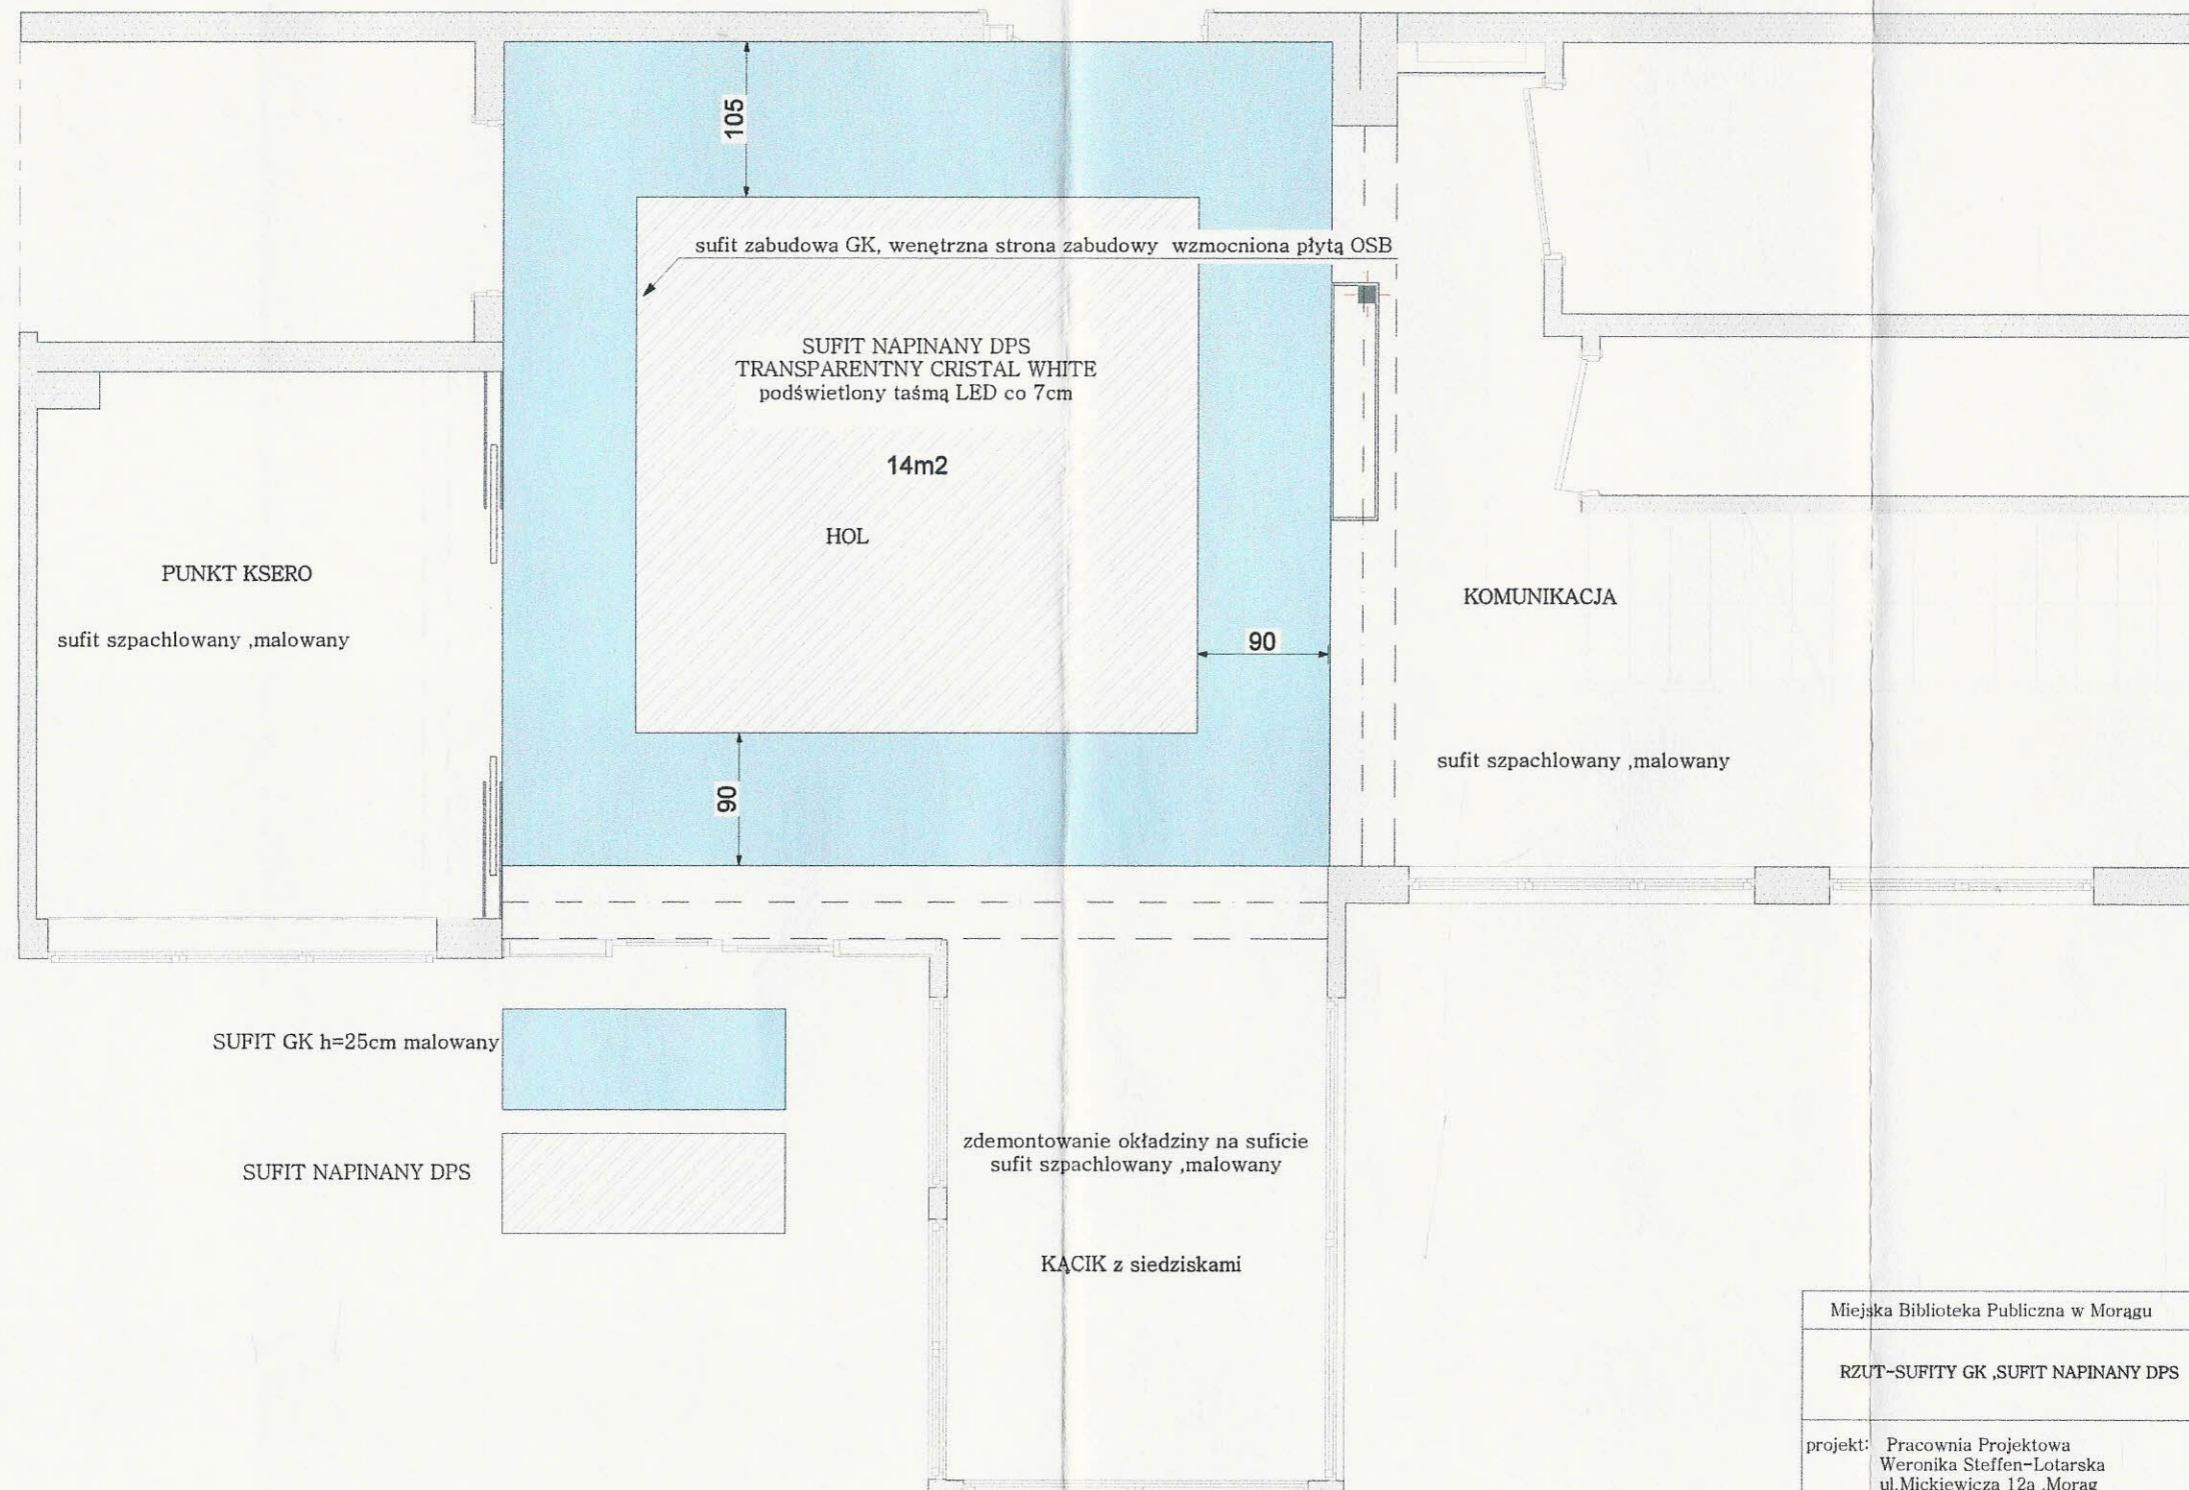 105
sufit zabudowa GK, wenętrzna strona zabudowy wzmocniona płytą OSB
SUFIT NAPINANY DPS
TRANSPARENTNY CRISTAL WHITE
podświetlony taśmą LED co 7cm
14m2
HOL
PUNKT KSERO
sufit szpachlowany ,malowany
KOMUNIKACJA
90
sufit szpachlowany ,malowany
90
SUFIT GK h=25cm malowany
SUFIT NAPINANY DPS
zdemontowanie okładziny na suficie
sufit szpachlowany ,malowany
KĄCIK z siedziskami
Miejska Biblioteka Publiczna w Morągu
RZUT-SUFITY GK ,SUFIT NAPINANY DPS
projekt: Pracownia Projektowa
Weronika Steffen-Lotarska
ul.Mickiewicza 12a ,Morąg